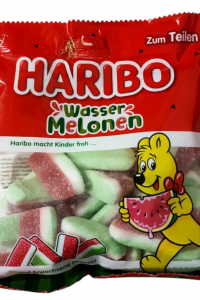 Zum Teilen
HARIBO
Wasser
Melonen
Haribo macht Kinder froh ...